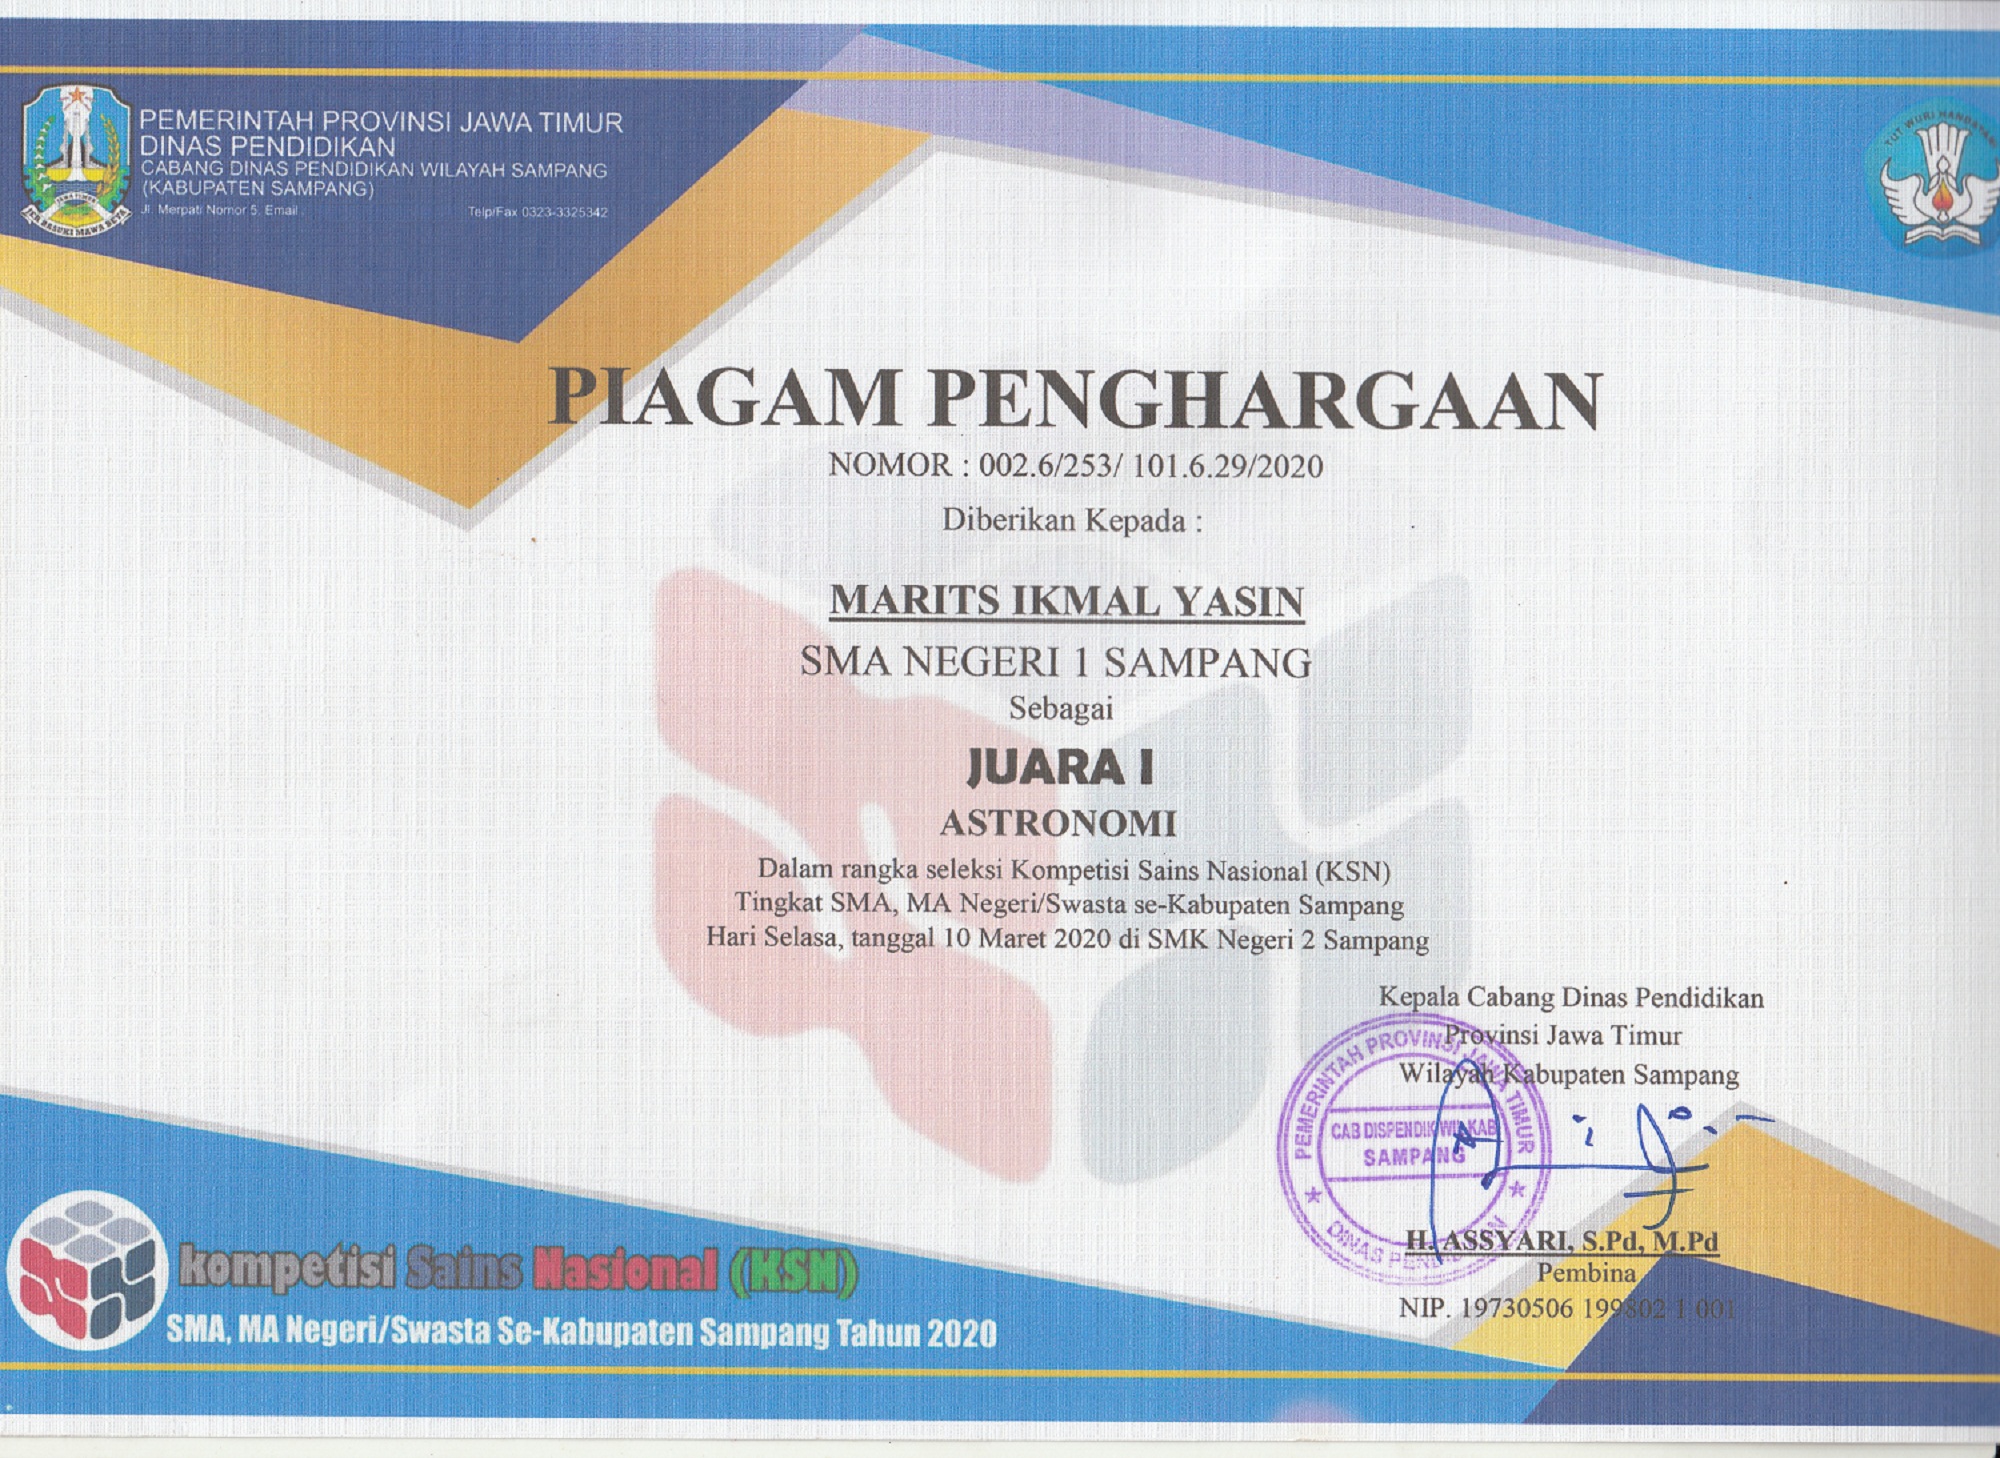 PEMERINTAH PROVINSI JAWA TIMUR
DINAS PENDIDIKAN
CABANG DINAS PENDIDIKAN WILAYAH SAMPANG
(KABUPATEN SAMPANG)
Jl. Merpati Nomor 5. Email : Telp/Fax 0323-3325342
JER BASUKI MAWA BEYA
TUT WURI HANDAYANI
PIAGAM PENGHARGAAN
NOMOR : 002.6/253/ 101.6.29/2020
Diberikan Kepada :
MARITS IKMAL YASIN
SMA NEGERI 1 SAMPANG
Sebagai
JUARA I
ASTRONOMI
Dalam rangka seleksi Kompetisi Sains Nasional (KSN)
Tingkat SMA, MA Negeri/Swasta se-Kabupaten Sampang
Hari Selasa, tanggal 10 Maret 2020 di SMK Negeri 2 Sampang
Kepala Cabang Dinas Pendidikan
Provinsi Jawa Timur
Wilayah Kabupaten Sampang
PEMERINTAH PROVINSI JAWA TIMUR
CAB DISPENDIK WIL KAB
SAMPANG
DINAS PENDIDIKAN
H. ASSYARI, S.Pd, M.Pd
Pembina
NIP. 19730506 199802 1 001
kompetisi Sains Nasional (KSN)
SMA, MA Negeri/Swasta Se-Kabupaten Sampang Tahun 2020